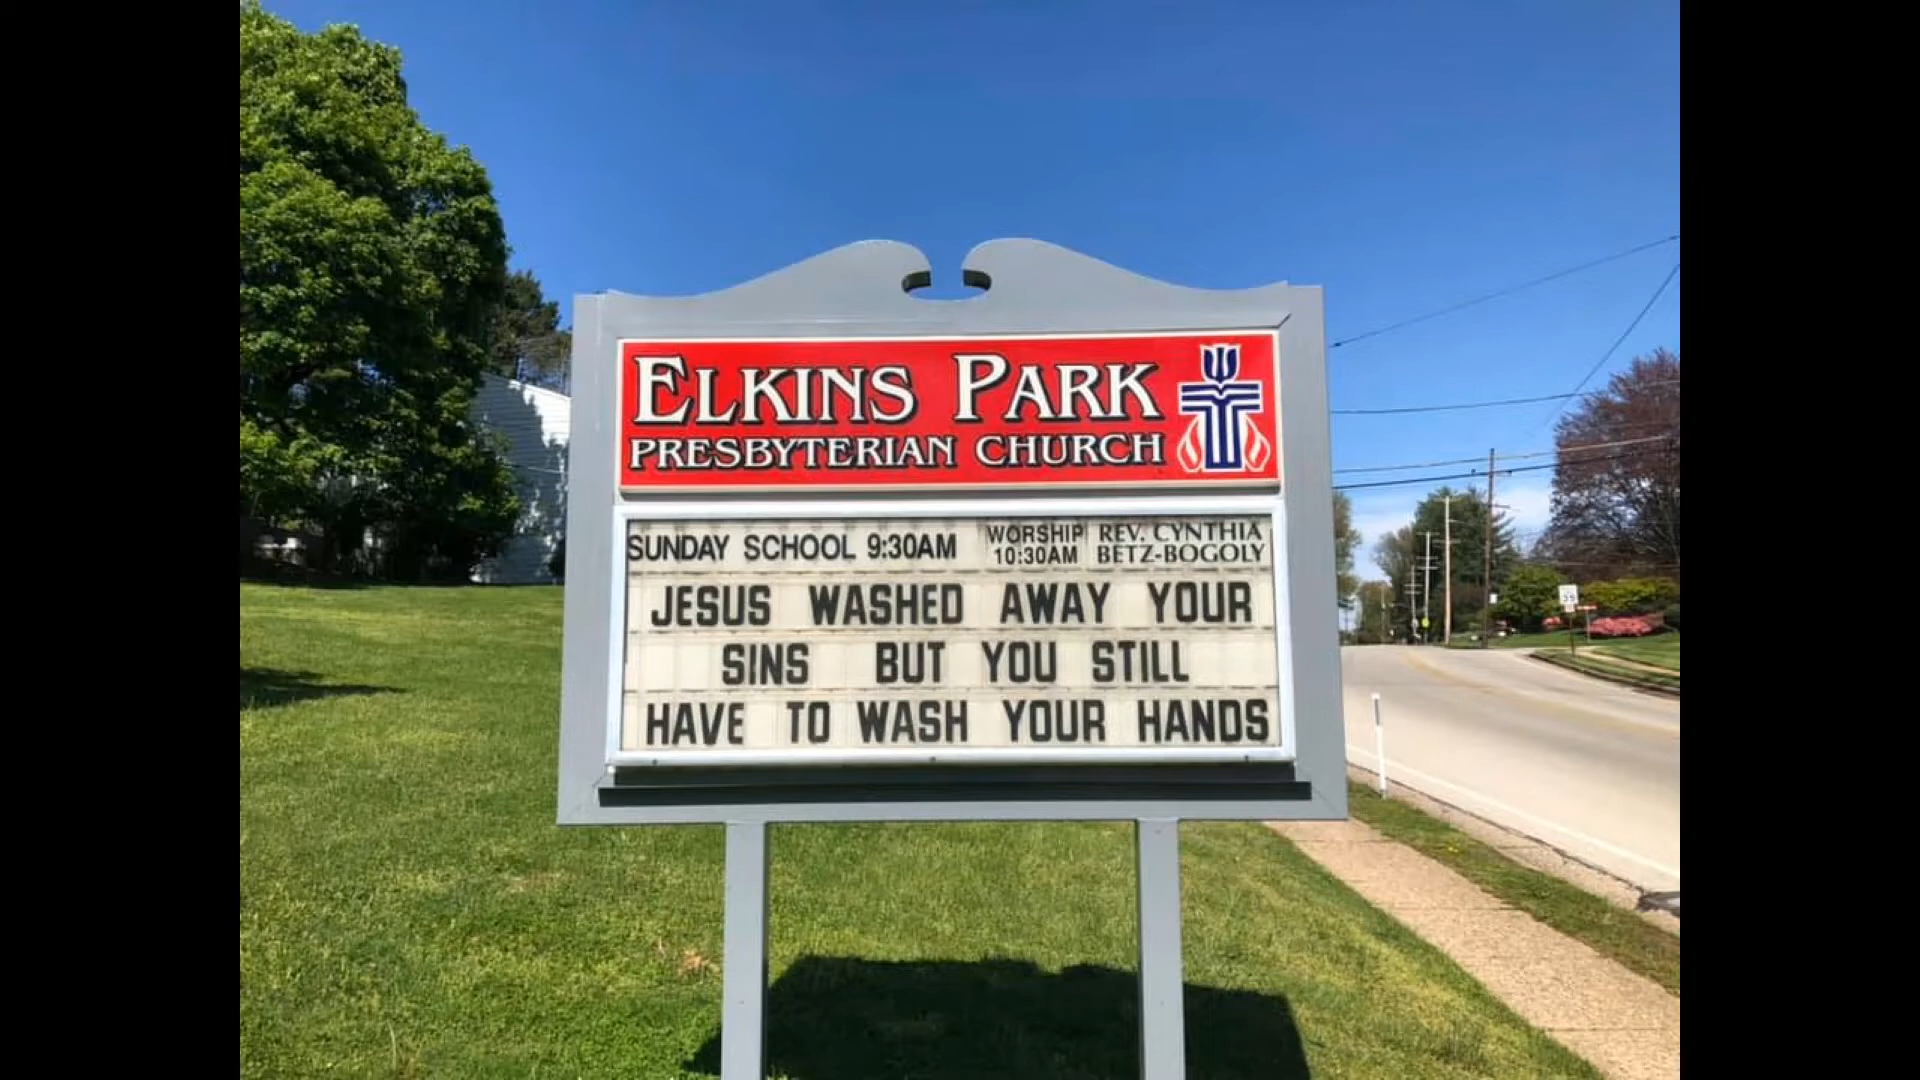 ELKINS PARK
PRESBYTERIAN CHURCH
SUNDAY SCHOOL 9:30AM WORSHIP 10:30AM REV. CYNTHIA BETZ-BOGOLY
JESUS WASHED AWAY YOUR
SINS BUT YOU STILL
HAVE TO WASH YOUR HANDS
35